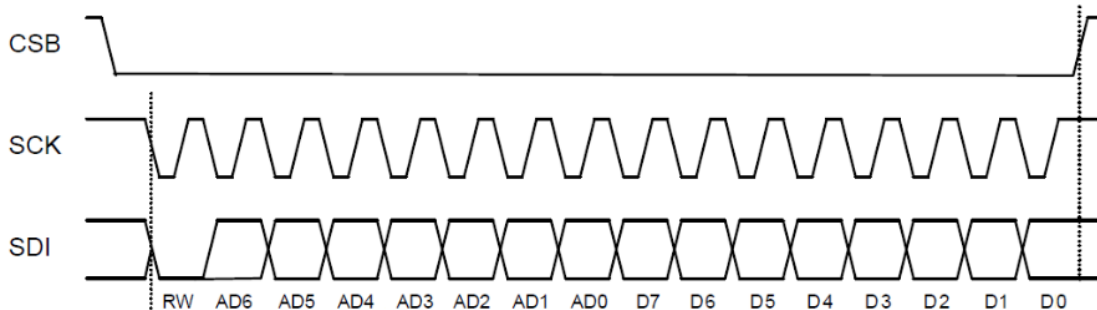 CSB
SCK
SDI
RW AD6 AD5 AD4 AD3 AD2 AD1 AD0 D7 D6 D5 D4 D3 D2 D1 D0